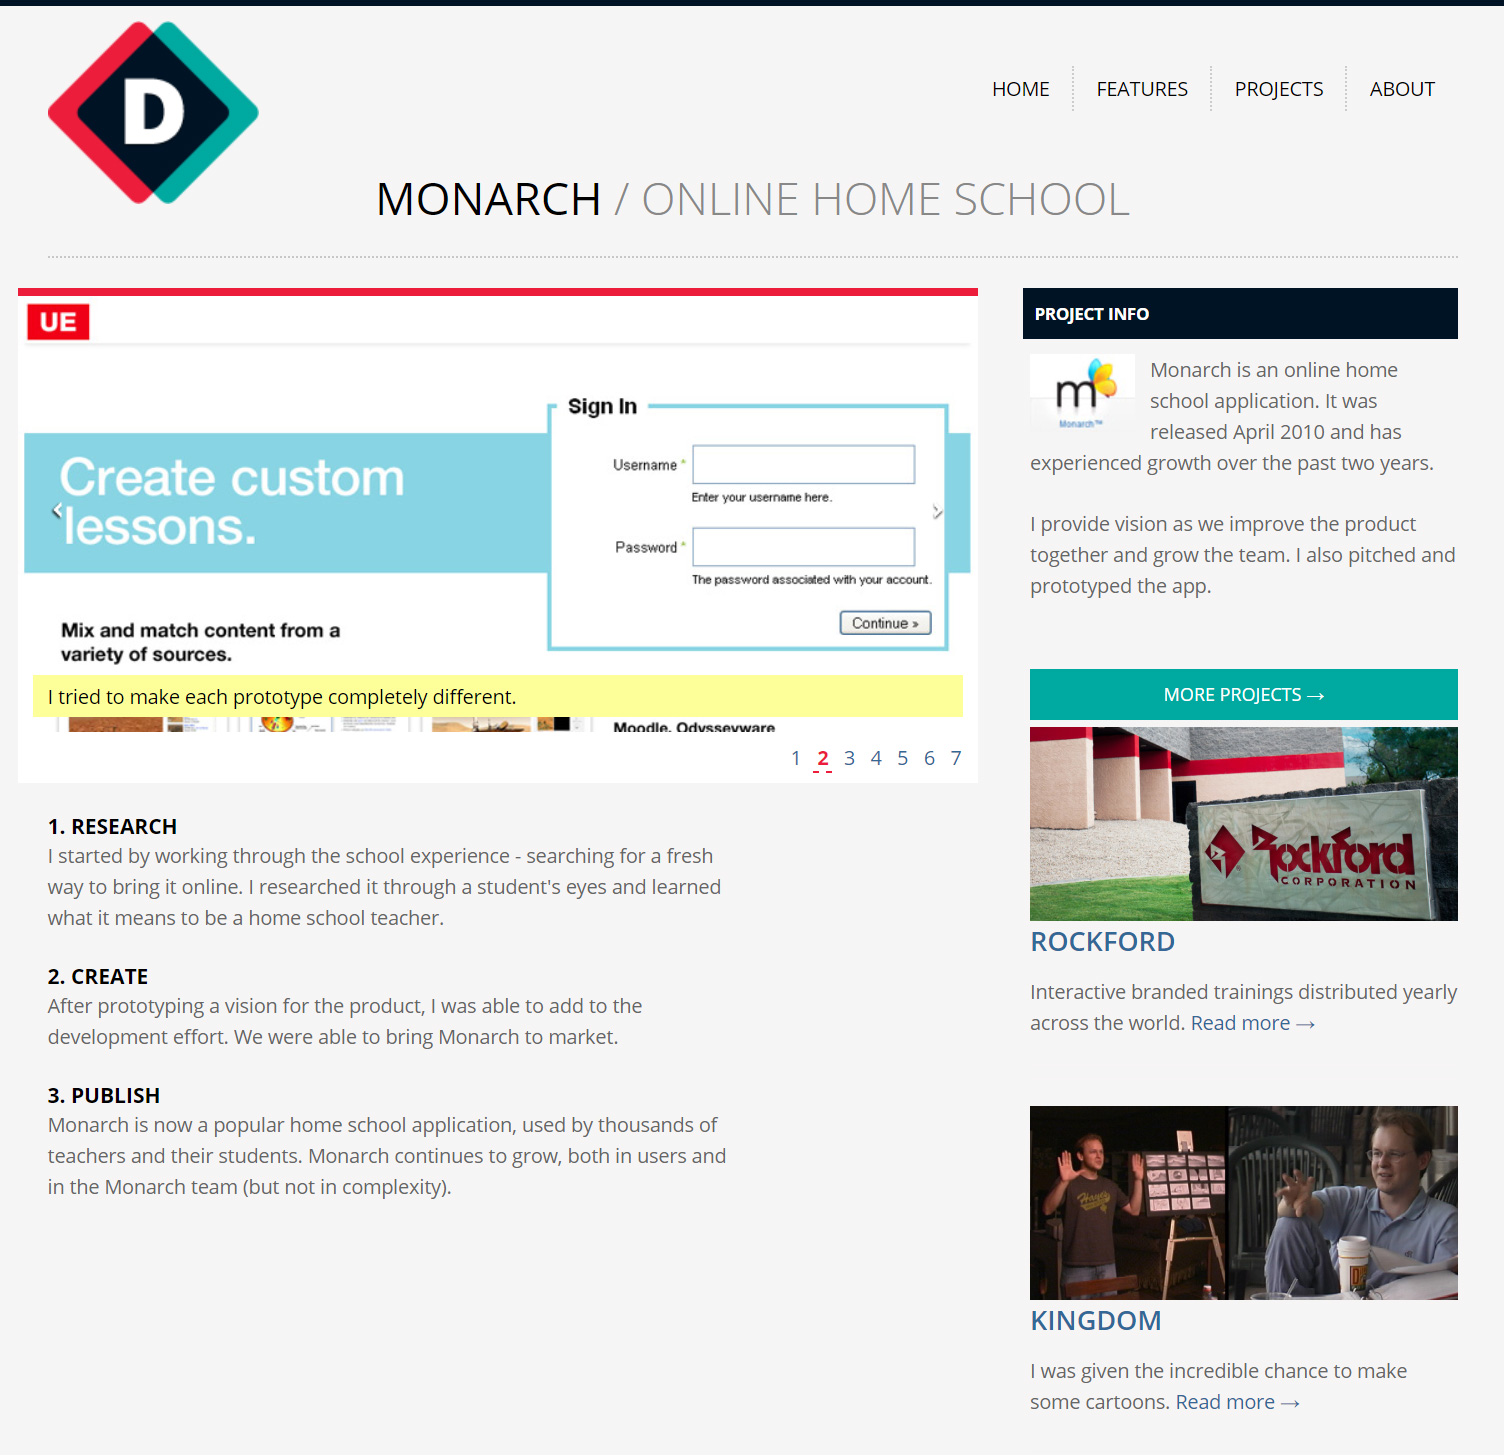 D
HOME
FEATURES
PROJECTS
ABOUT
MONARCH / ONLINE HOME SCHOOL
UE
Create custom
lessons.
Sign In
Username *
Enter your username here.
Password *
The password associated with your account.
Continue »
Mix and match content from a
variety of sources.
I tried to make each prototype completely different.
Moodle, Odysseyware
1 2 3 4 5 6 7
1. RESEARCH
I started by working through the school experience - searching for a fresh
way to bring it online. I researched it through a student's eyes and learned
what it means to be a home school teacher.
2. CREATE
After prototyping a vision for the product, I was able to add to the
development effort. We were able to bring Monarch to market.
3. PUBLISH
Monarch is now a popular home school application, used by thousands of
teachers and their students. Monarch continues to grow, both in users and
in the Monarch team (but not in complexity).
PROJECT INFO
m
Monarch™
Monarch is an online home
school application. It was
released April 2010 and has
experienced growth over the past two years.
I provide vision as we improve the product
together and grow the team. I also pitched and
prototyped the app.
MORE PROJECTS →
Rockford
CORPORATION
ROCKFORD
Interactive branded trainings distributed yearly
across the world. Read more →
KINGDOM
I was given the incredible chance to make
some cartoons. Read more →